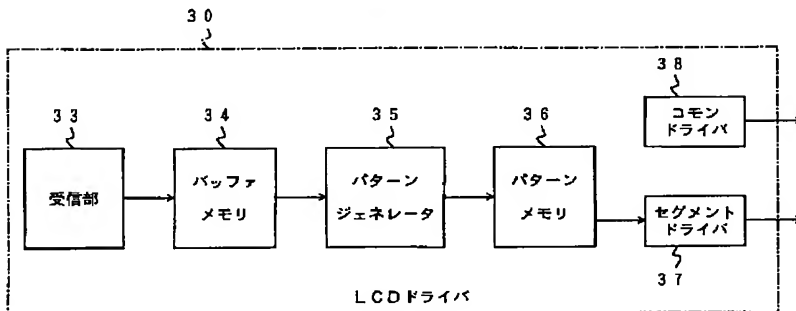 30
38
33
34
35
36
コモン
ドライバ
受信部
バッファ
メモリ
パターン
ジェネレータ
パターン
メモリ
セグメント
ドライバ
37
LCDドライバ